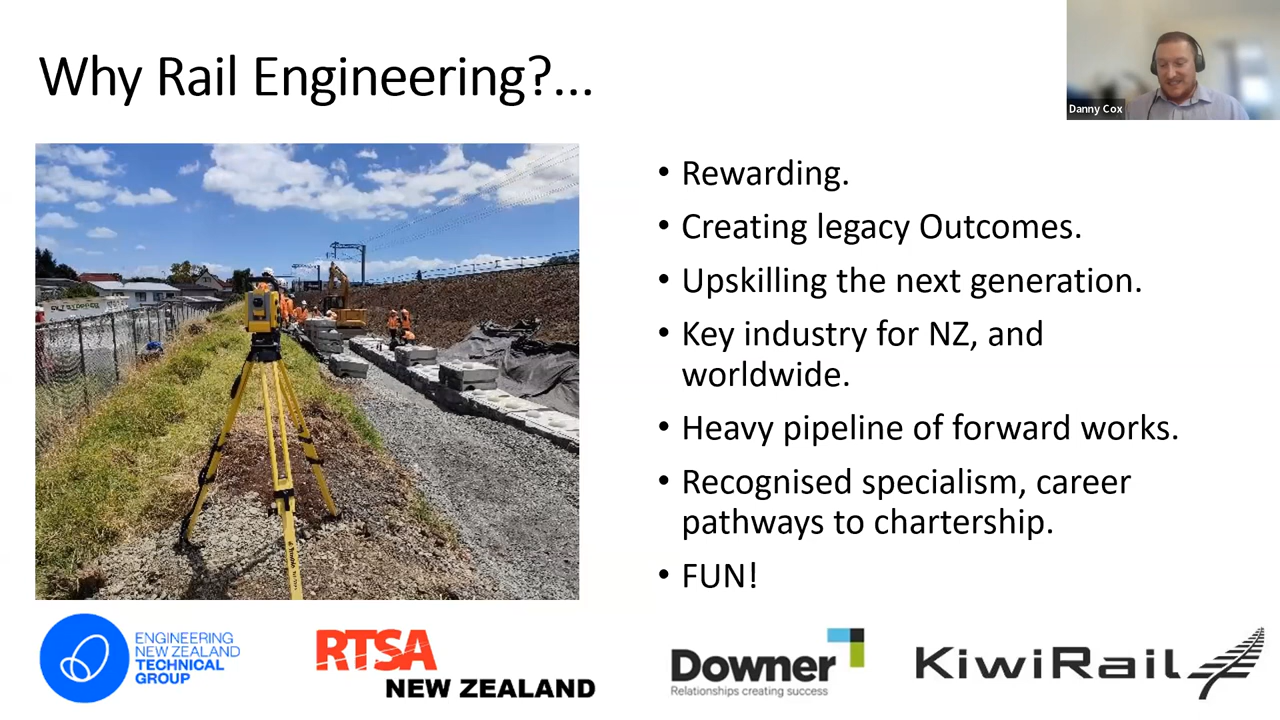 Why Rail Engineering?...
Danny Cox
• Rewarding.
• Creating legacy Outcomes.
• Upskilling the next generation.
• Key industry for NZ, and
worldwide.
• Heavy pipeline of forward works.
• Recognised specialism, career
pathways to chartership.
• FUN!
ENGINEERING
NEW ZEALAND
TECHNICAL
GROUP
RTSA
NEW ZEALAND
Downer
Relationships creating success
KiwiRail